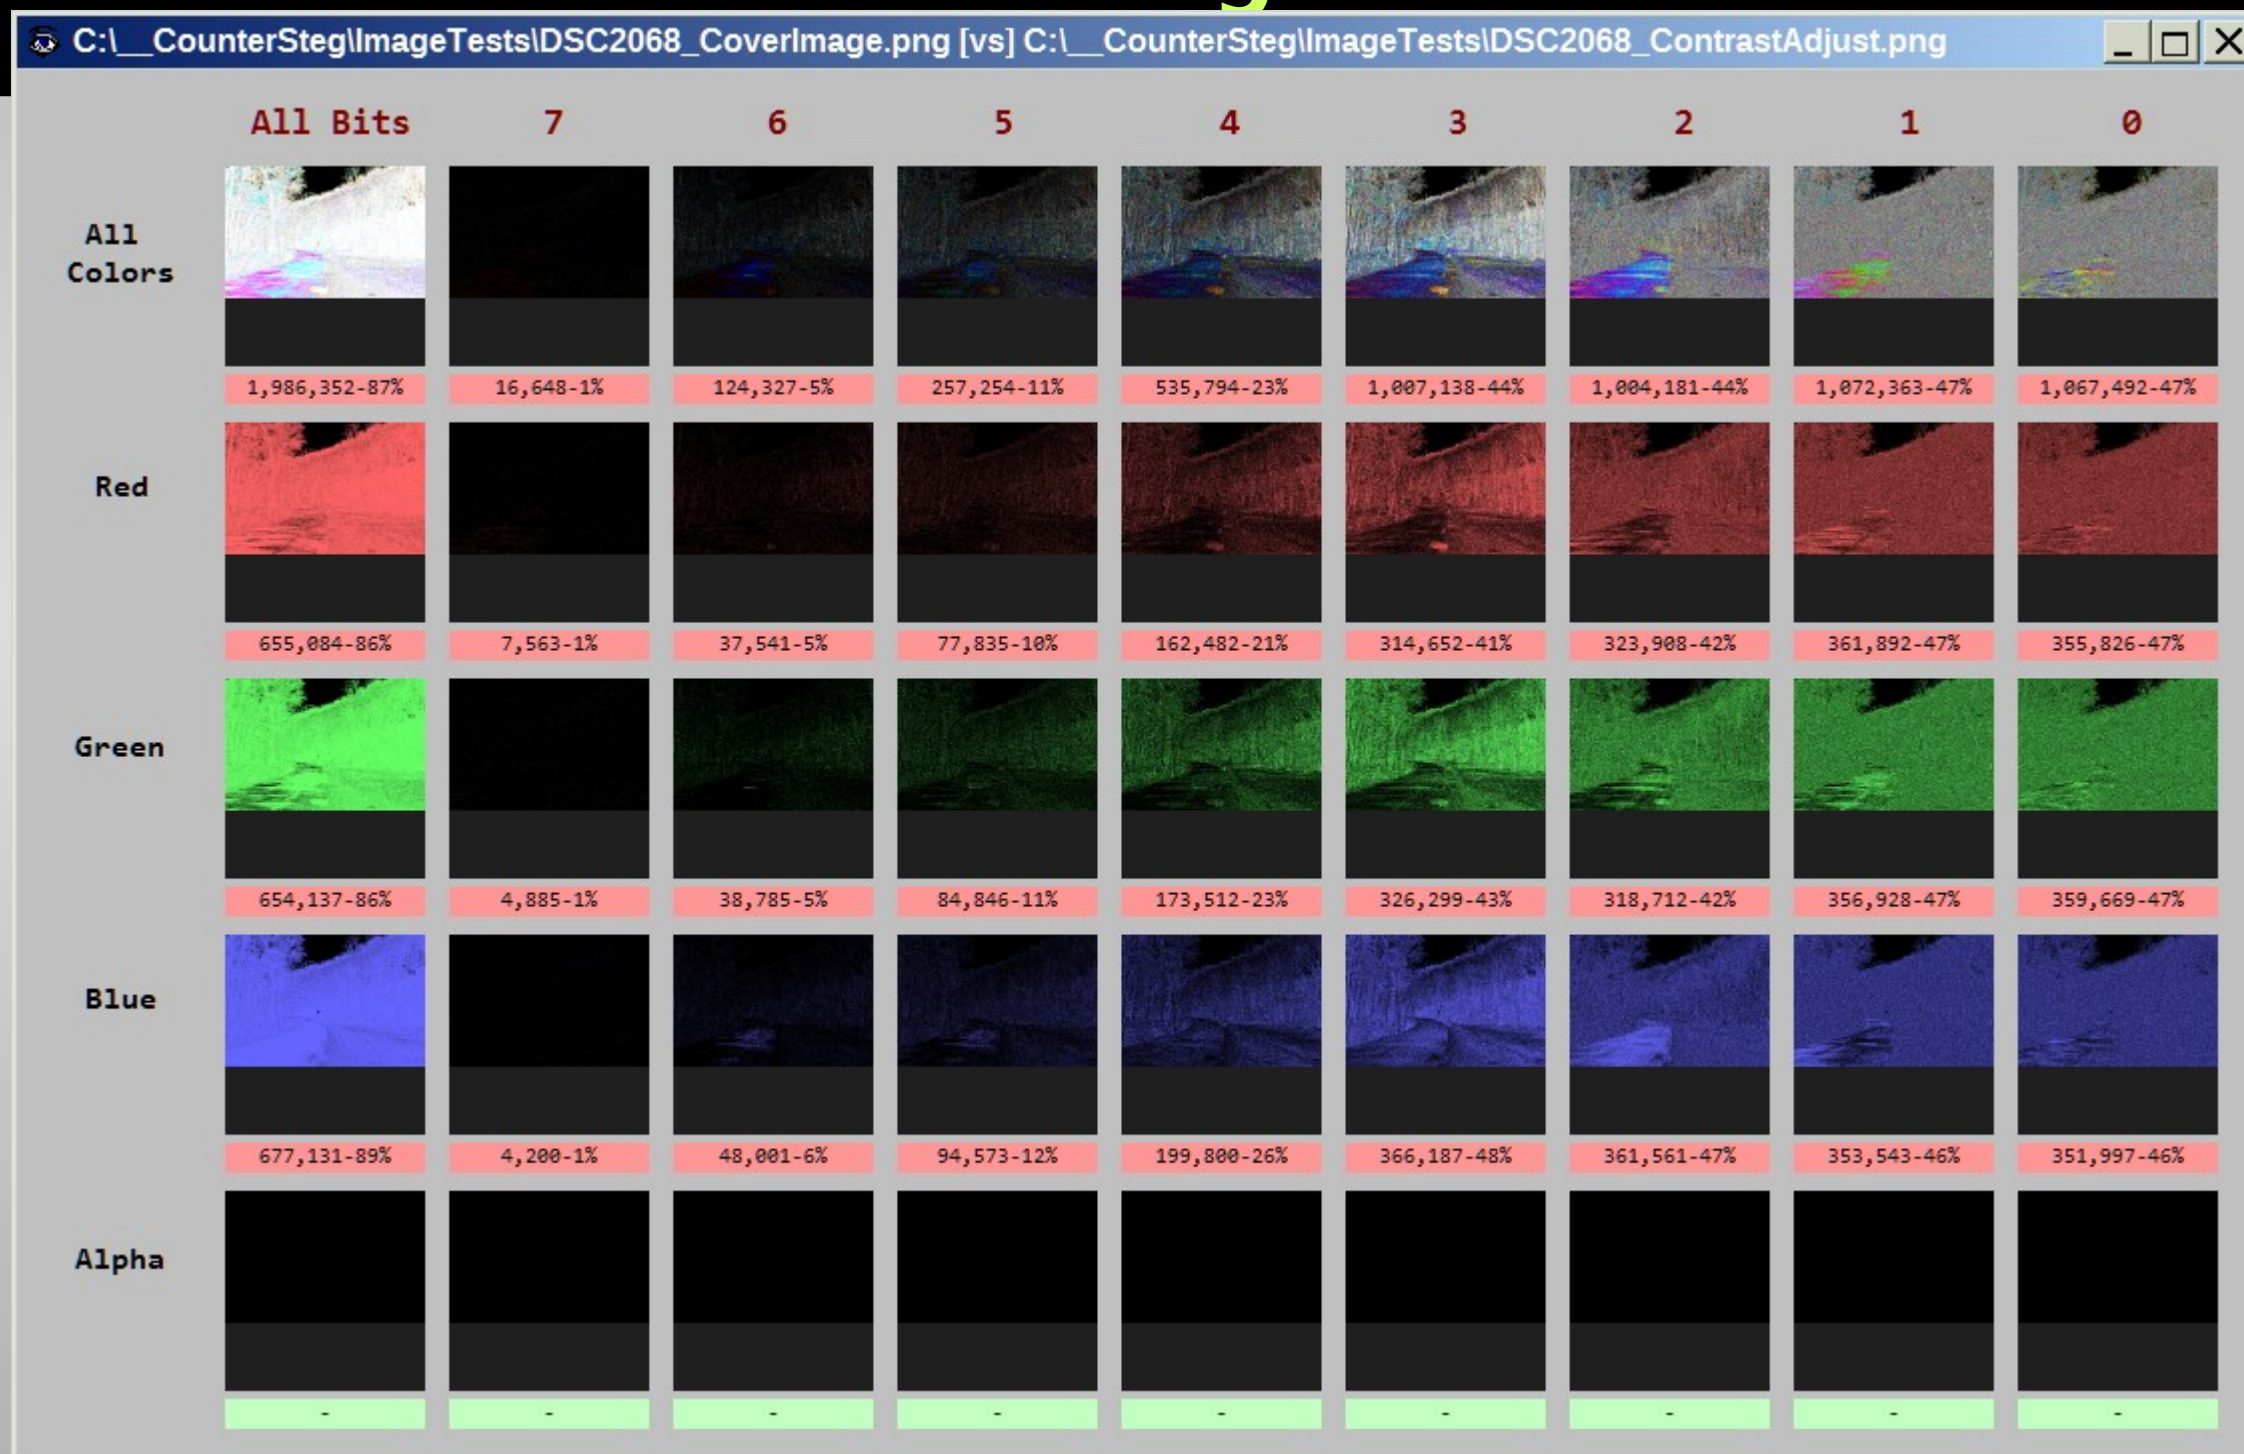 C:\__CounterSteg\ImageTests\DSC2068_CoverImage.png [vs] C:\__CounterSteg\ImageTests\DSC2068_ContrastAdjust.png
All Bits 7 6 5 4 3 2 1 0
All
Colors
1,986,352-87% 16,648-1% 124,327-5% 257,254-11% 535,794-23% 1,007,138-44% 1,004,181-44% 1,072,363-47% 1,067,492-47%
Red
655,084-86% 7,563-1% 37,541-5% 77,835-10% 162,482-21% 314,652-41% 323,908-42% 361,892-47% 355,826-47%
Green
654,137-86% 4,885-1% 38,785-5% 84,846-11% 173,512-23% 326,299-43% 318,712-42% 356,928-47% 359,669-47%
Blue
677,131-89% 4,200-1% 48,001-6% 94,573-12% 199,800-26% 366,187-48% 361,561-47% 353,543-46% 351,997-46%
Alpha
- - - - - - - - -